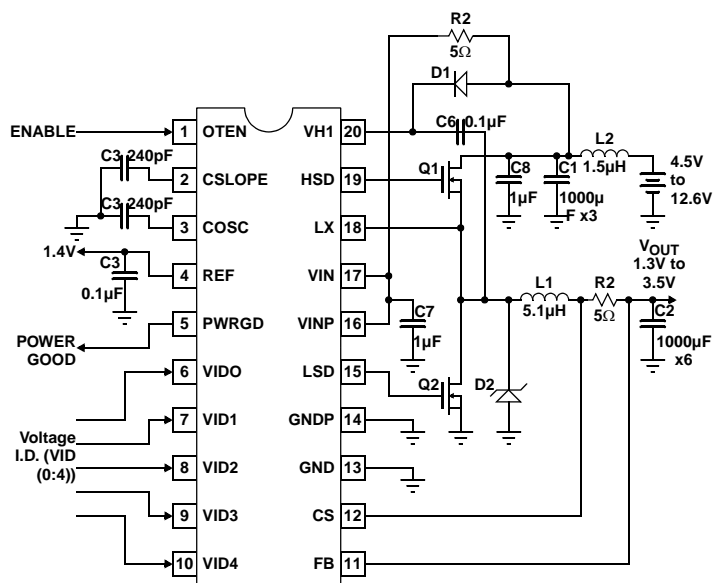 R2
5Ω
D1
C6 0.1μF
ENABLE
1 OTEN VH1 20
C3 240pF
2 CSLOPE HSD 19
Q1
C8
1μF
C1
1000μ
F x3
L2
1.5μH
4.5V
to
12.6V
C3 240pF
3 COSC LX 18
1.4V
4 REF VIN 17
C3
0.1μF
VOUT
1.3V to
3.5V
L1
5.1μH
R2
5Ω
C2
1000μF
x6
5 PWRGD VINP 16
C7
1μF
POWER
GOOD
6 VIDO LSD 15
Q2
D2
7 VID1 GNDP 14
Voltage
I.D. (VID
(0:4))
8 VID2 GND 13
9 VID3 CS 12
10 VID4 FB 11